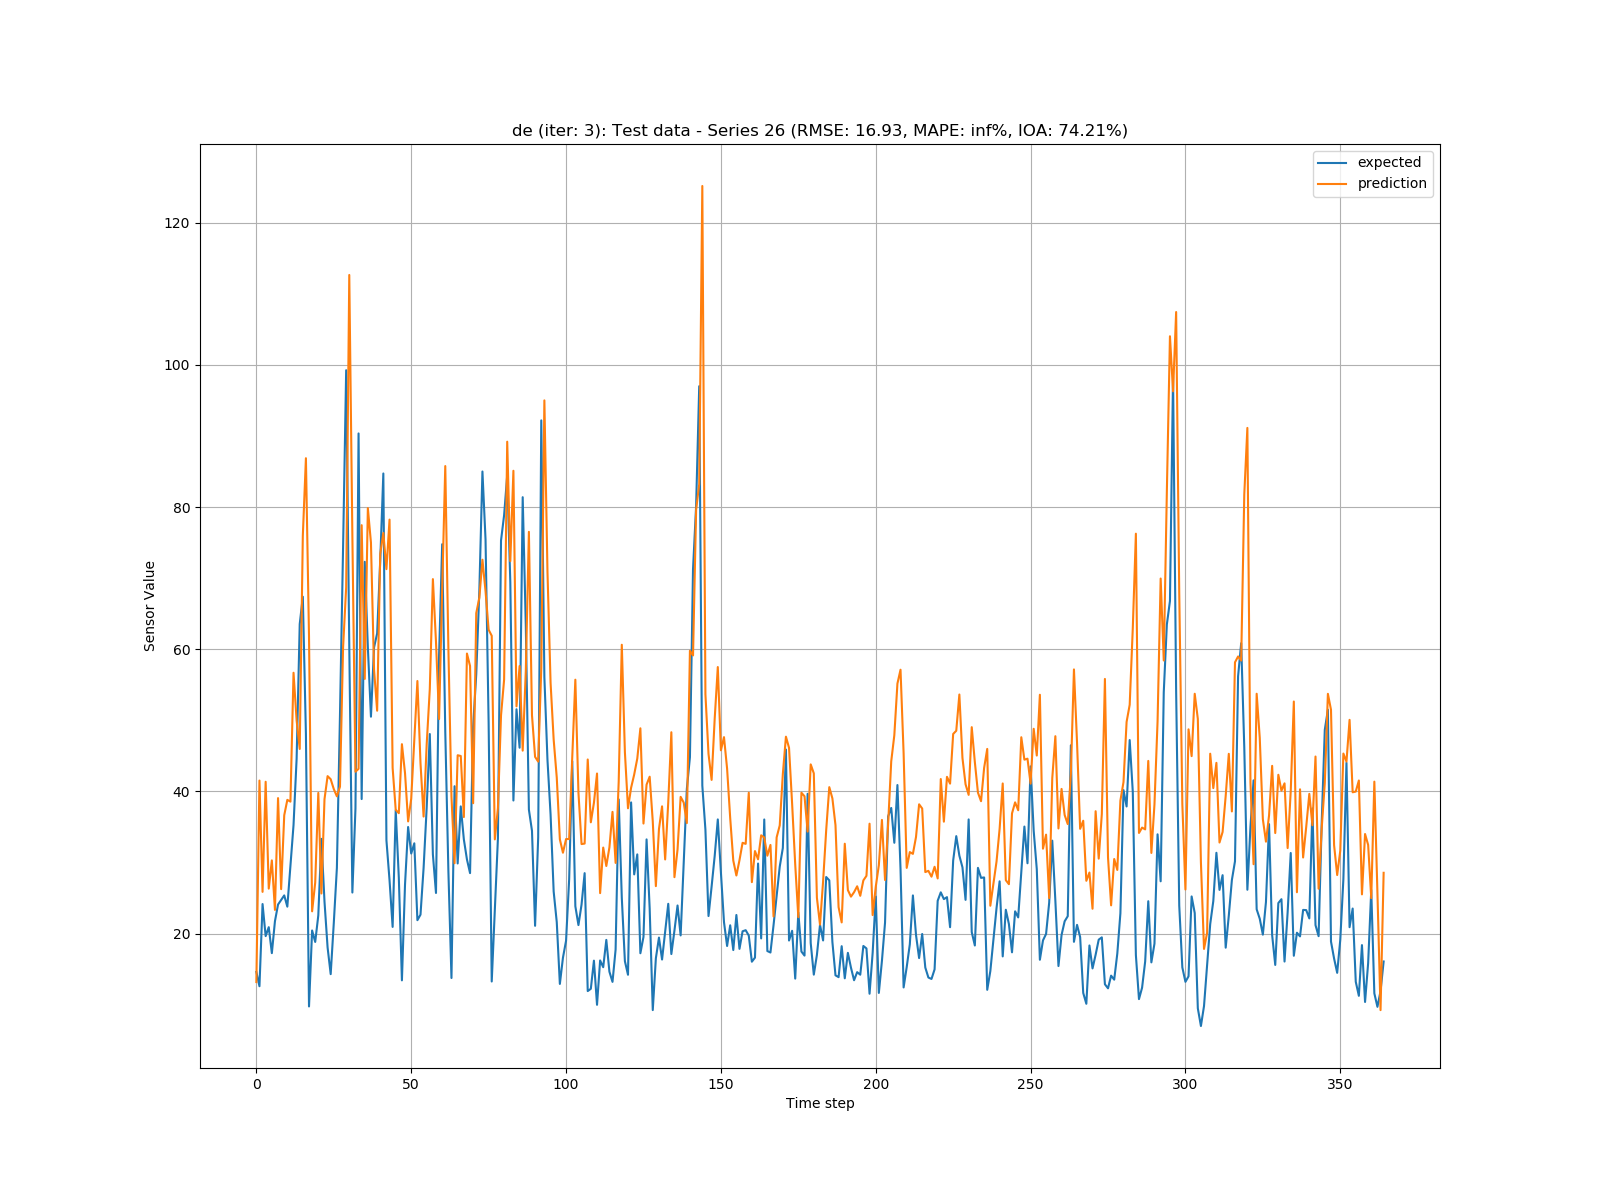 de (iter: 3): Test data - Series 26 (RMSE: 16.93, MAPE: inf%, IOA: 74.21%)
expected
prediction
120
100
80
60
40
20
Sensor Value
0 50 100 150 200 250 300 350
Time step